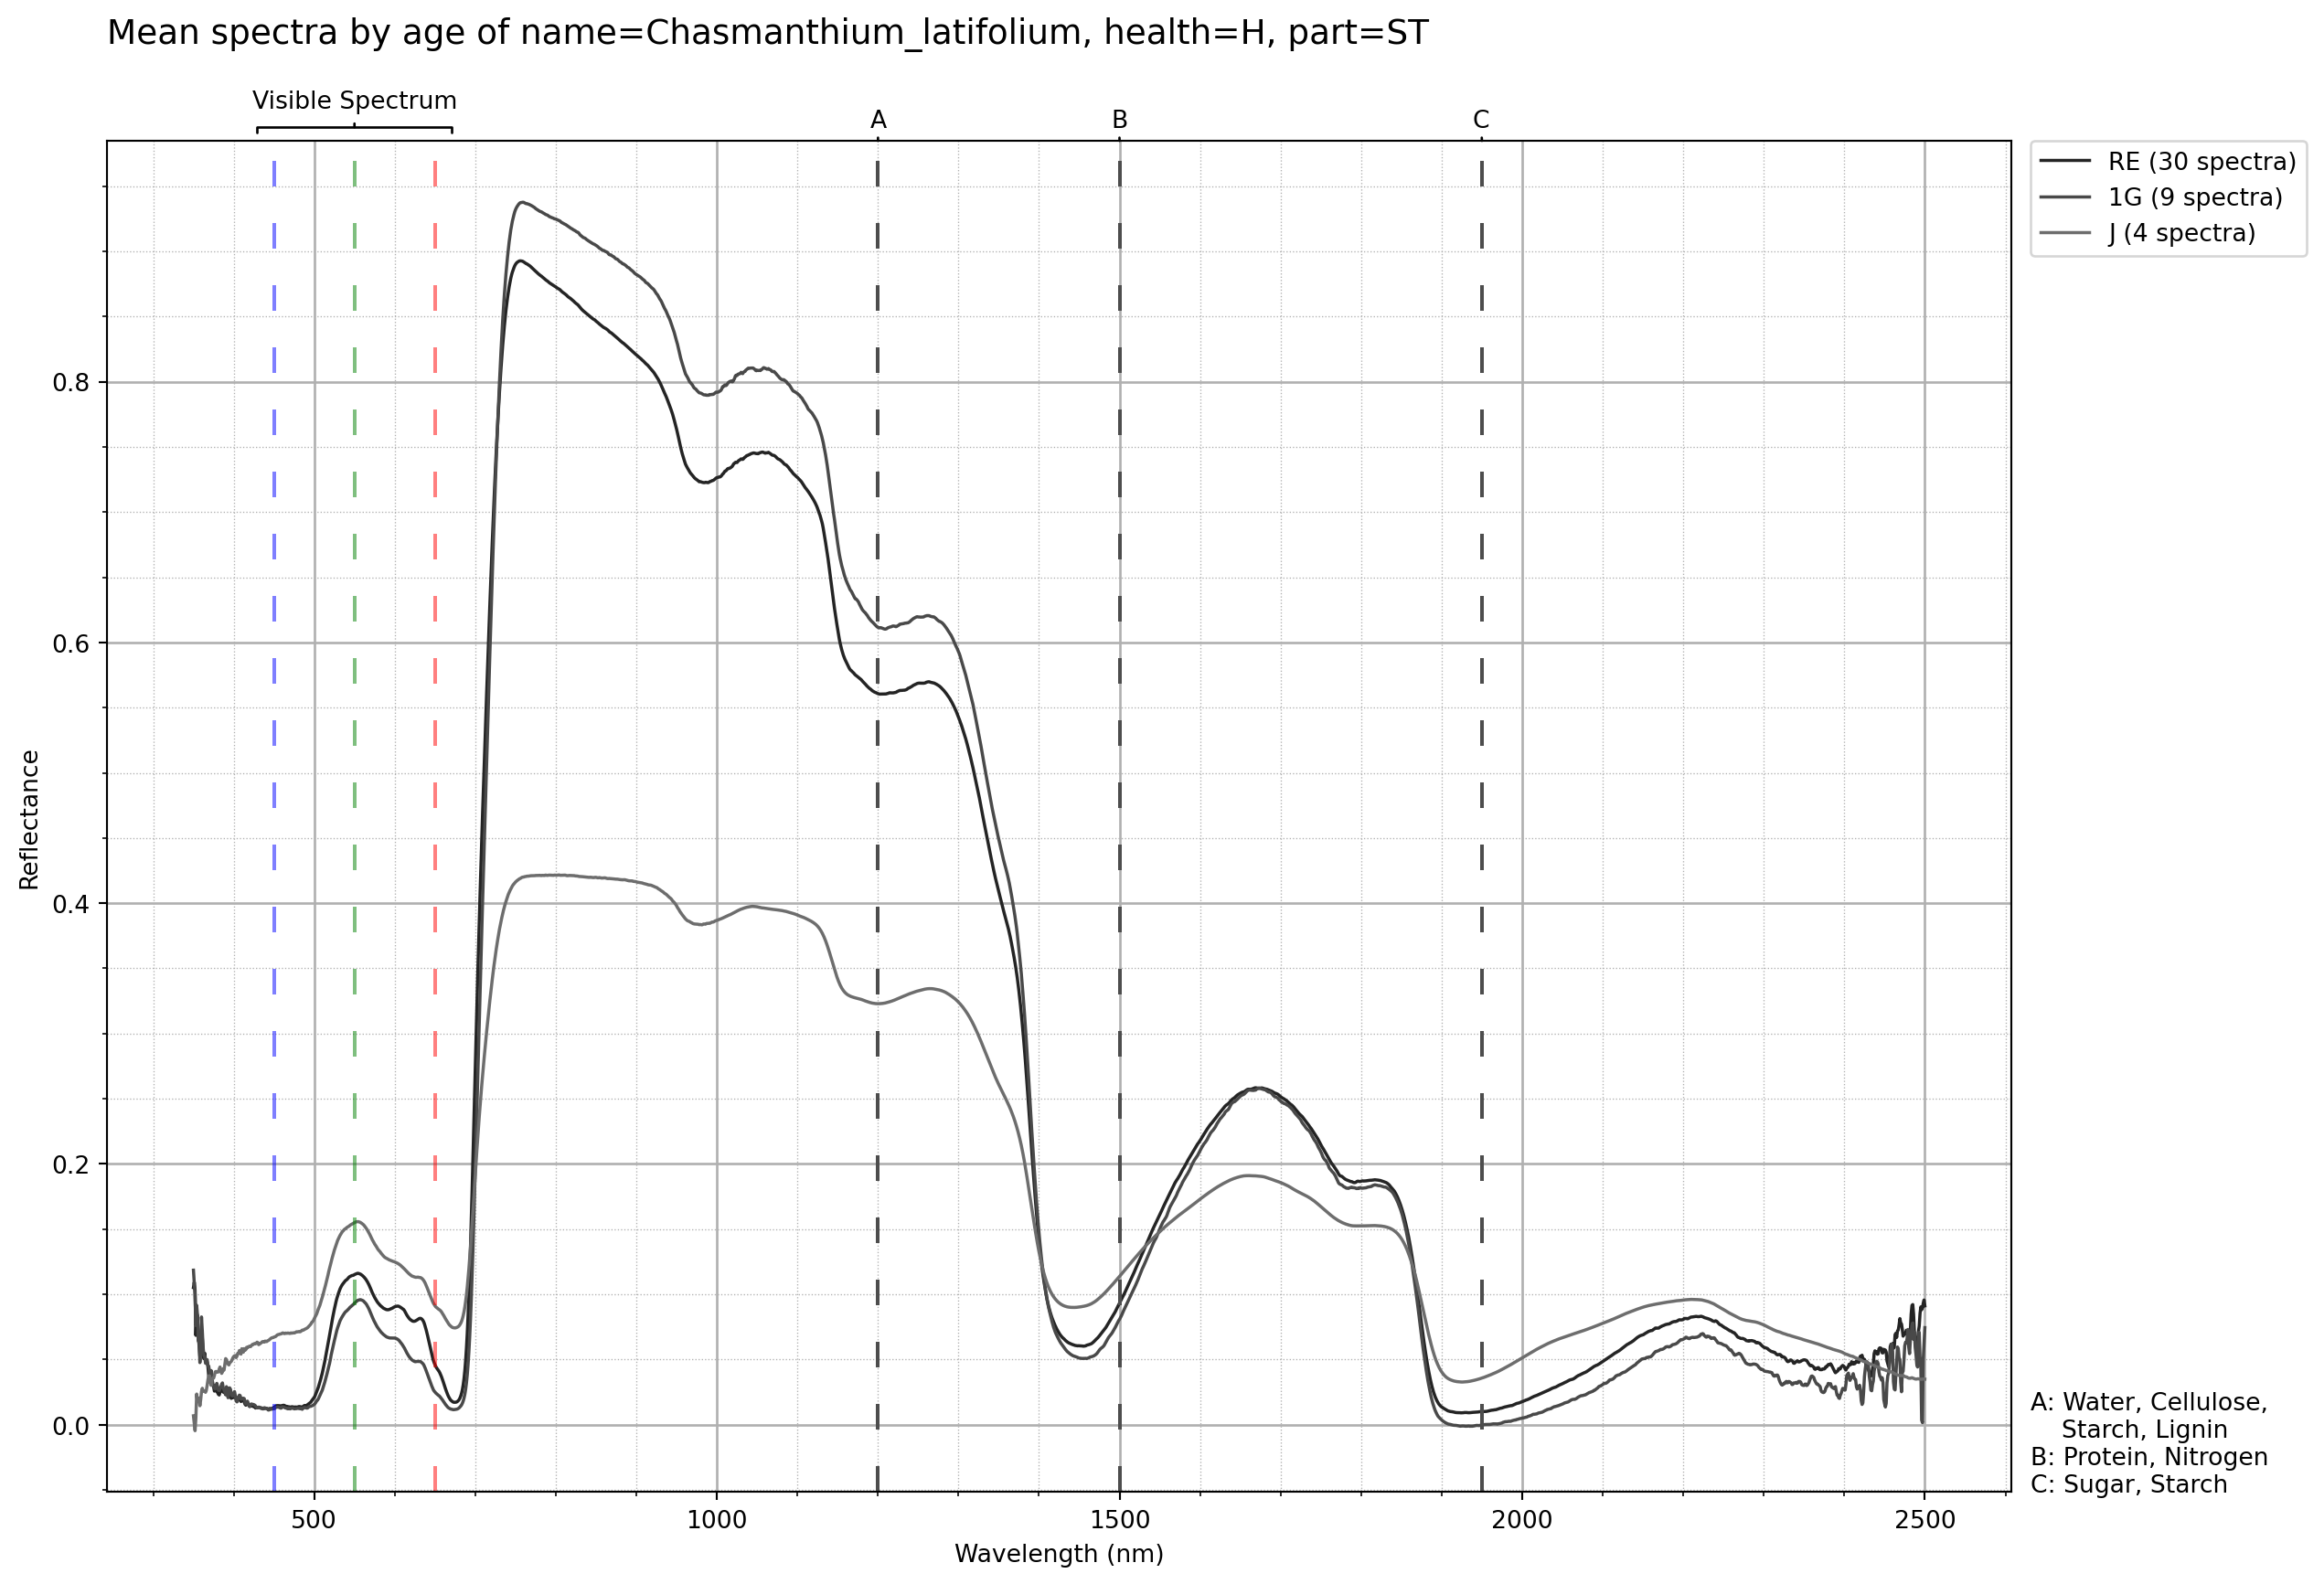 Mean spectra by age of name=Chasmanthium_latifolium, health=H, part=ST
Visible Spectrum
A
B
C
RE (30 spectra)
1G (9 spectra)
J (4 spectra)
Reflectance
0.8
0.6
0.4
0.2
0.0
500
1000
1500
2000
2500
Wavelength (nm)
A: Water, Cellulose,
Starch, Lignin
B: Protein, Nitrogen
C: Sugar, Starch